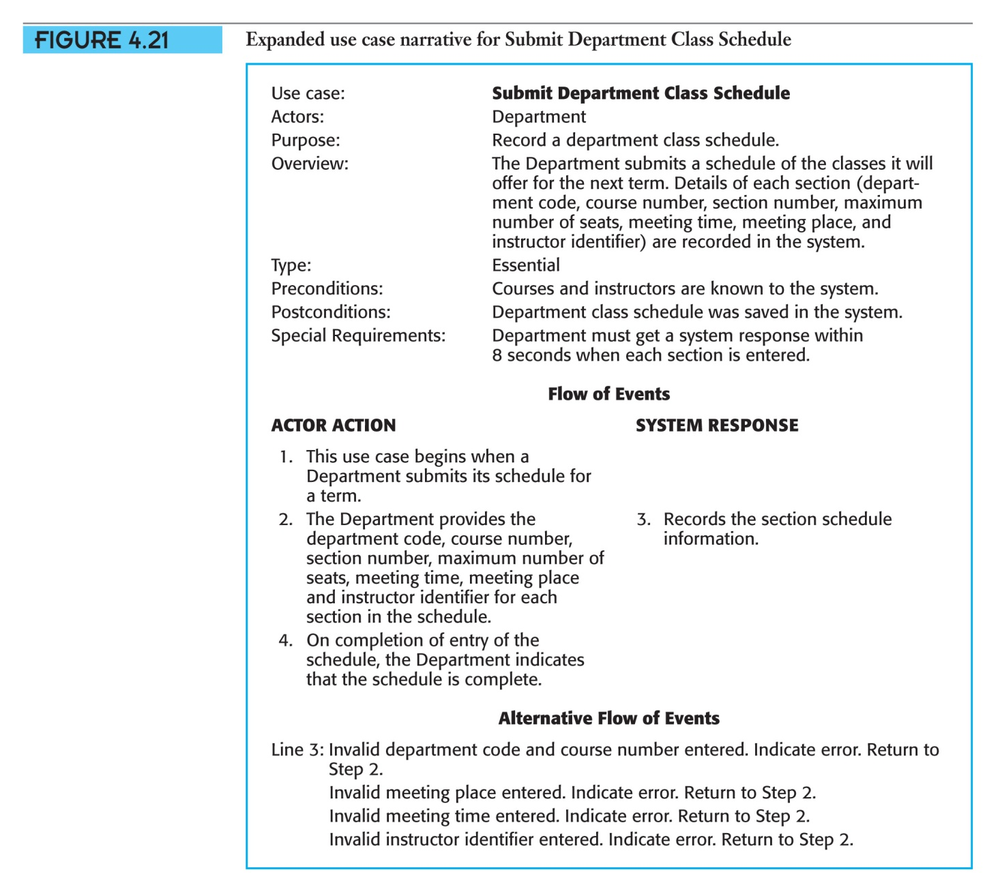 FIGURE 4.21 Expanded use case narrative for Submit Department Class Schedule
Use case: Submit Department Class Schedule
Actors: Department
Purpose: Record a department class schedule.
Overview: The Department submits a schedule of the classes it will
offer for the next term. Details of each section (depart-
ment code, course number, section number, maximum
number of seats, meeting time, meeting place, and
instructor identifier) are recorded in the system.
Type: Essential
Preconditions: Courses and instructors are known to the system.
Postconditions: Department class schedule was saved in the system.
Special Requirements: Department must get a system response within
8 seconds when each section is entered.
Flow of Events
ACTOR ACTION SYSTEM RESPONSE
1. This use case begins when a
Department submits its schedule for
a term.
2. The Department provides the
department code, course number,
section number, maximum number of
seats, meeting time, meeting place
and instructor identifier for each
section in the schedule.
3. Records the section schedule
information.
4. On completion of entry of the
schedule, the Department indicates
that the schedule is complete.
Alternative Flow of Events
Line 3: Invalid department code and course number entered. Indicate error. Return to
Step 2.
Invalid meeting place entered. Indicate error. Return to Step 2.
Invalid meeting time entered. Indicate error. Return to Step 2.
Invalid instructor identifier entered. Indicate error. Return to Step 2.